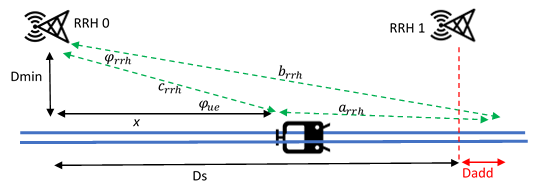 RRH 0
RRH 1
φrrh
brrh
Dmin
crrh
φue
arrh
x
Ds
Dadd